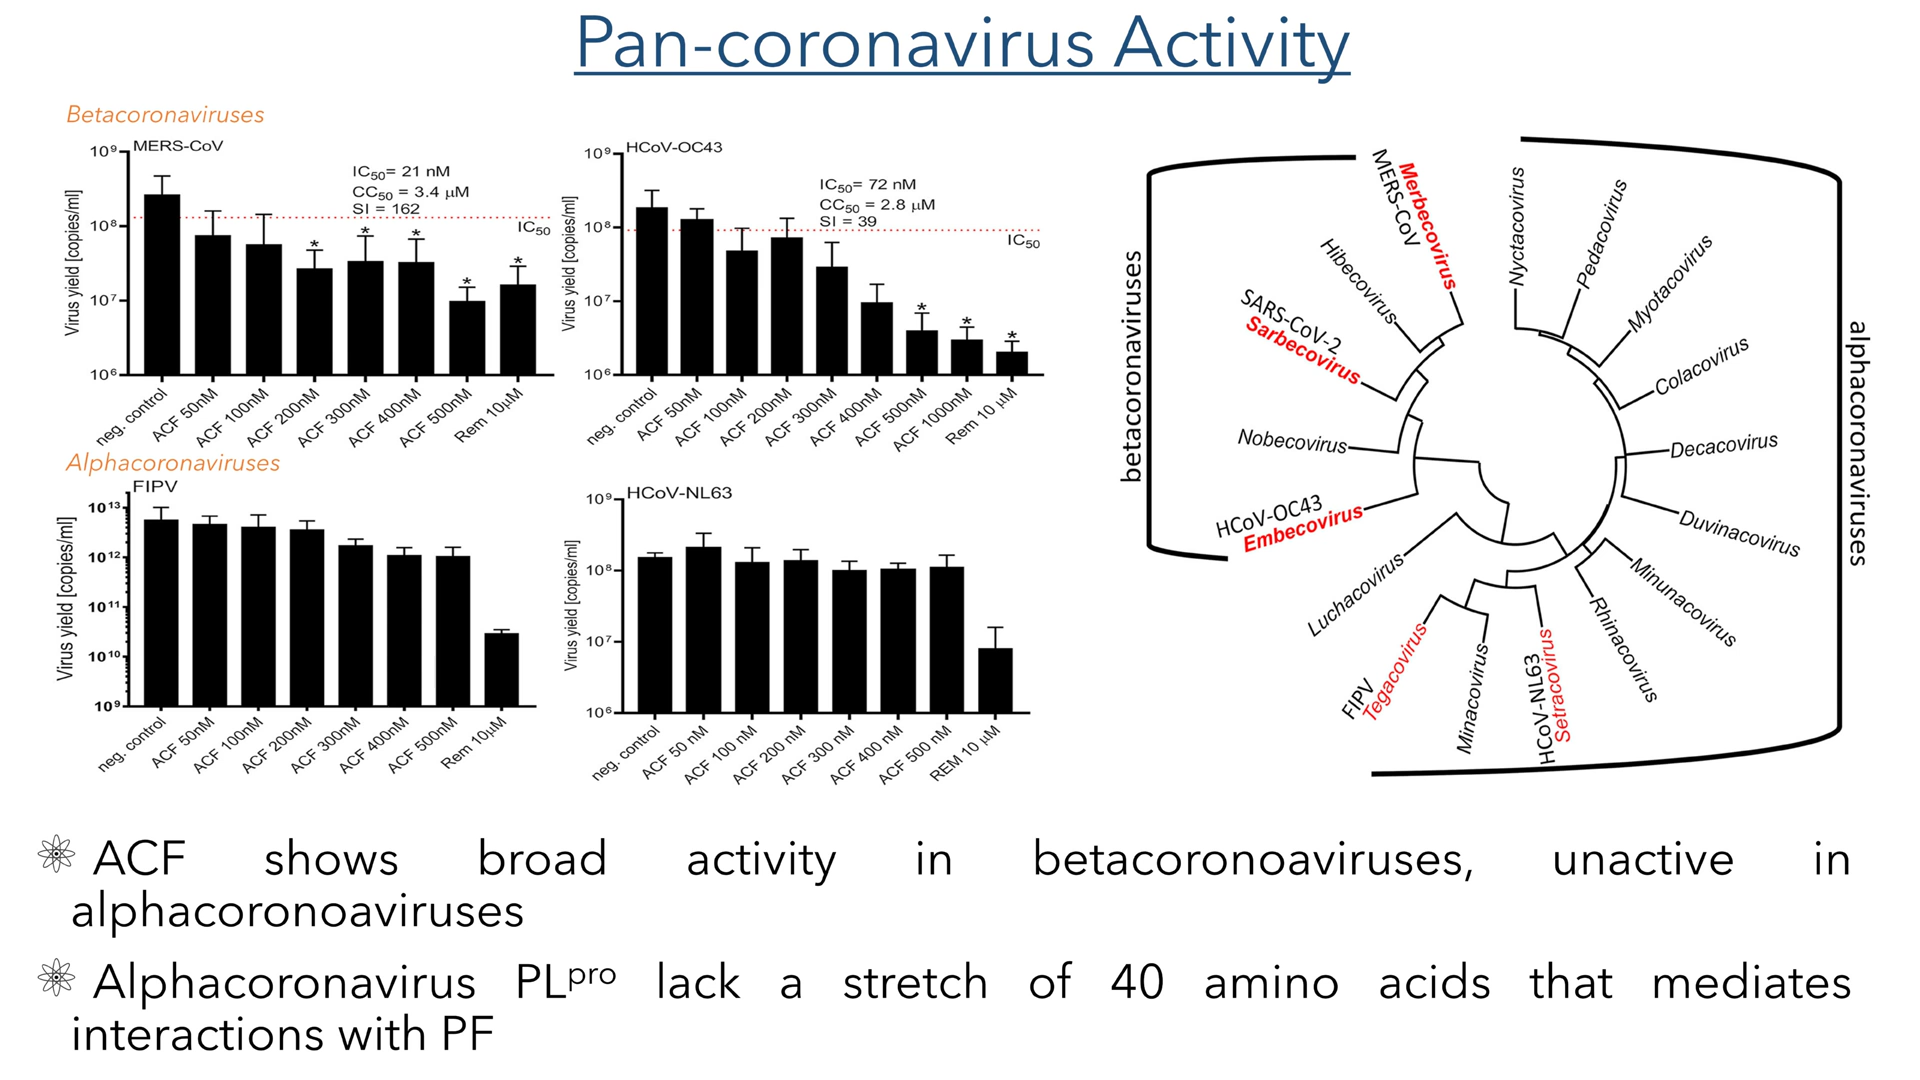 Pan-coronavirus Activity
Betacoronaviruses
MERS-CoV
10⁹
10⁸
10⁷
10⁶
Virus yield [copies/ml]
IC₅₀= 21 nM
CC₅₀ = 3.4 µM
SI = 162
IC₅₀
* * * * *
neg. control
ACF 50nM
ACF 100nM
ACF 200nM
ACF 300nM
ACF 400nM
ACF 500nM
Rem 10µM
HCoV-OC43
10⁹
10⁸
10⁷
10⁶
Virus yield [copies/ml]
IC₅₀= 72 nM
CC₅₀ = 2.8 µM
SI = 39
IC₅₀
* * *
neg. control
ACF 50nM
ACF 100nM
ACF 200nM
ACF 300nM
ACF 400nM
ACF 500nM
ACF 1000nM
Rem 10 µM
Alphacoronaviruses
FIPV
10¹³
10¹²
10¹¹
10¹⁰
10⁹
Virus yield [copies/ml]
neg. control
ACF 50nM
ACF 100nM
ACF 200nM
ACF 300nM
ACF 400nM
ACF 500nM
Rem 10µM
HCoV-NL63
10⁹
10⁸
10⁷
10⁶
Virus yield [copies/ml]
neg. control
ACF 50 nM
ACF 100 nM
ACF 200 nM
ACF 300 nM
ACF 400 nM
ACF 500 nM
REM 10 µM
betacoronaviruses
Merbecovirus
MERS-CoV
Hibecovirus
SARS-CoV-2
Sarbecovirus
Nobecovirus
HCoV-OC43
Embecovirus
alphacoronaviruses
Nyctacovirus
Pedacovirus
Myotacovirus
Colacovirus
Decacovirus
Duvinacovirus
Minunacovirus
Rhinacovirus
HCoV-NL63
Setracovirus
Minacovirus
FIPV
Tegacovirus
Luchacovirus
ACF shows broad activity in betacoronoaviruses, unactive in
alphacoronoaviruses
Alphacoronavirus PLᵖʳᵒ lack a stretch of 40 amino acids that mediates
interactions with PF